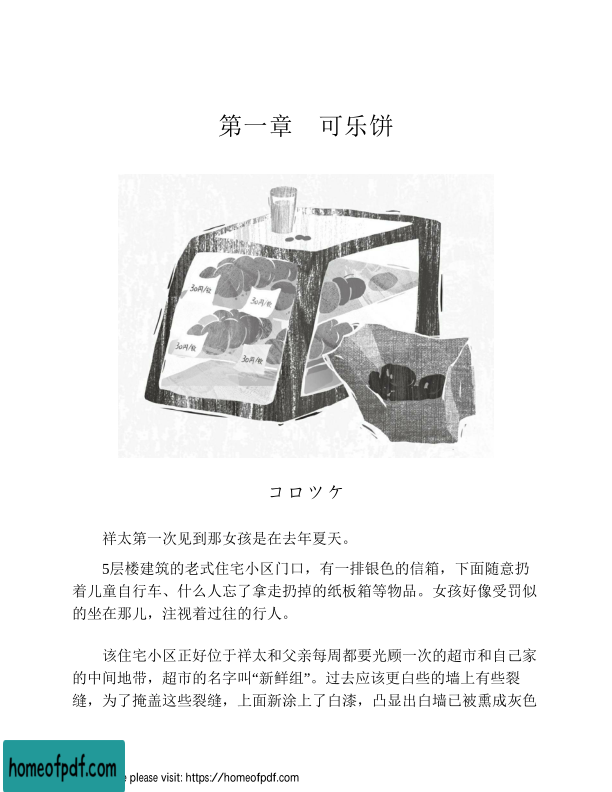 第一章　可乐饼
30円/枚
30円/枚
30円/枚
30円/枚
コロツケ
祥太第一次见到那女孩是在去年夏天。
5层楼建筑的老式住宅小区门口，有一排银色的信箱，下面随意扔
着儿童自行车、什么人忘了拿走扔掉的纸板箱等物品。女孩好像受罚似
的坐在那儿，注视着过往的行人。
该住宅小区正好位于祥太和父亲每周都要光顾一次的超市和自己家
的中间地带，超市的名字叫“新鲜组”。过去应该更白些的墙上有些裂
缝，为了掩盖这些裂缝，上面新涂上了白漆，凸显出白墙已被熏成灰色
homeofpdf.com
e please visit: https://homeofpdf.com